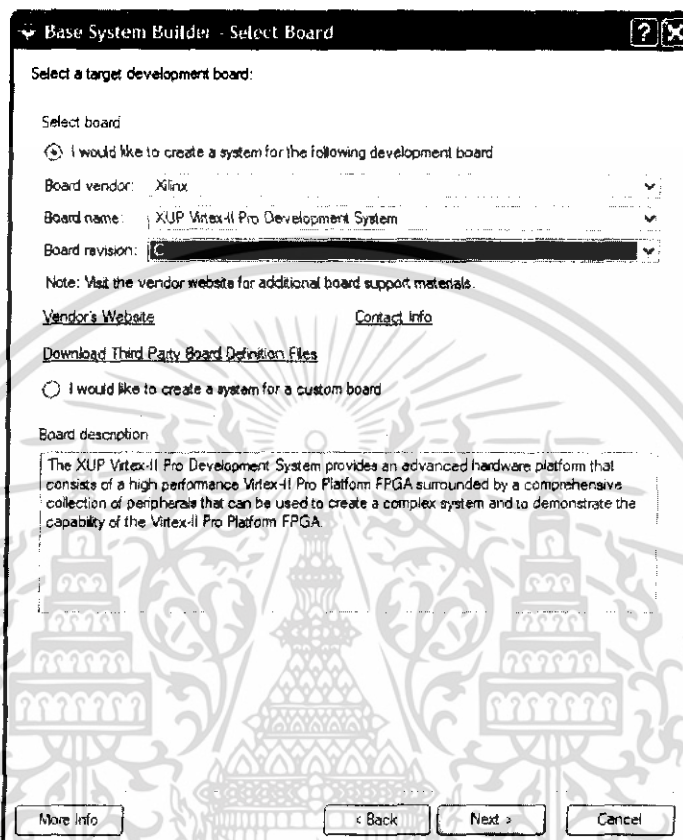 Base System Builder - Select Board
Select a target development board:
Select board
I would like to create a system for the following development board
Board vendor: Xilinx
Board name: XUP Virtex-II Pro Development System
Board revision: C
Note: Visit the vendor website for additional board support materials.
Vendor's Website Contact Info
Download Third Party Board Definition Files
I would like to create a system for a custom board
Board description
The XUP Virtex-II Pro Development System provides an advanced hardware platform that
consists of a high performance Virtex-II Pro Platform FPGA surrounded by a comprehensive
collection of peripherals that can be used to create a complex system and to demonstrate the
capability of the Virtex-II Pro Platform FPGA.
More Info < Back Next > Cancel